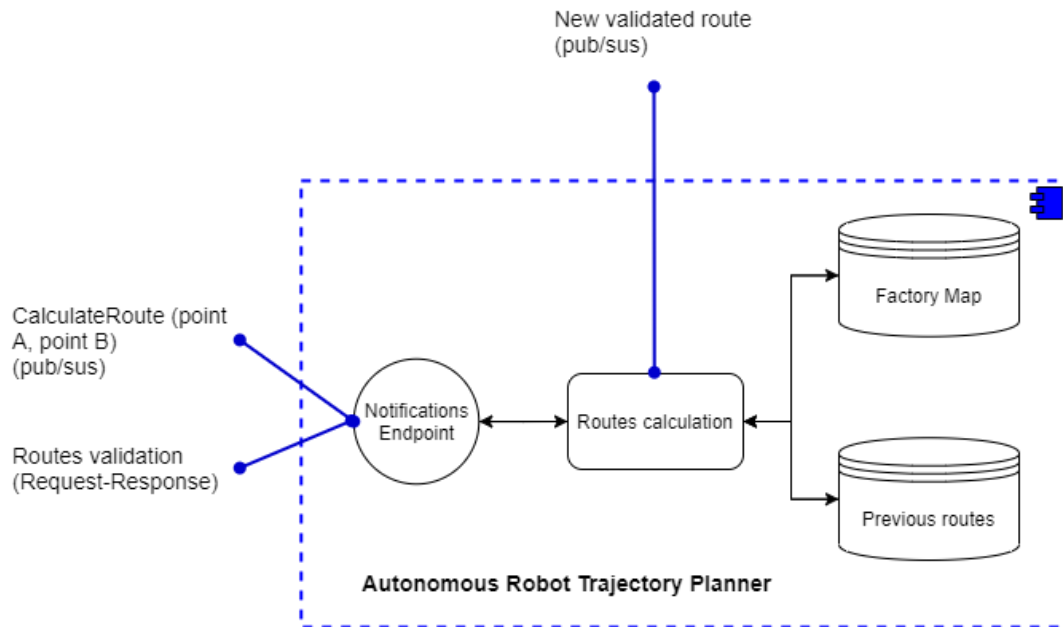 New validated route
(pub/sus)
CalculateRoute (point
A, point B)
(pub/sus)
Routes validation
(Request-Response)
Notifications
Endpoint
Routes calculation
Factory Map
Previous routes
Autonomous Robot Trajectory Planner